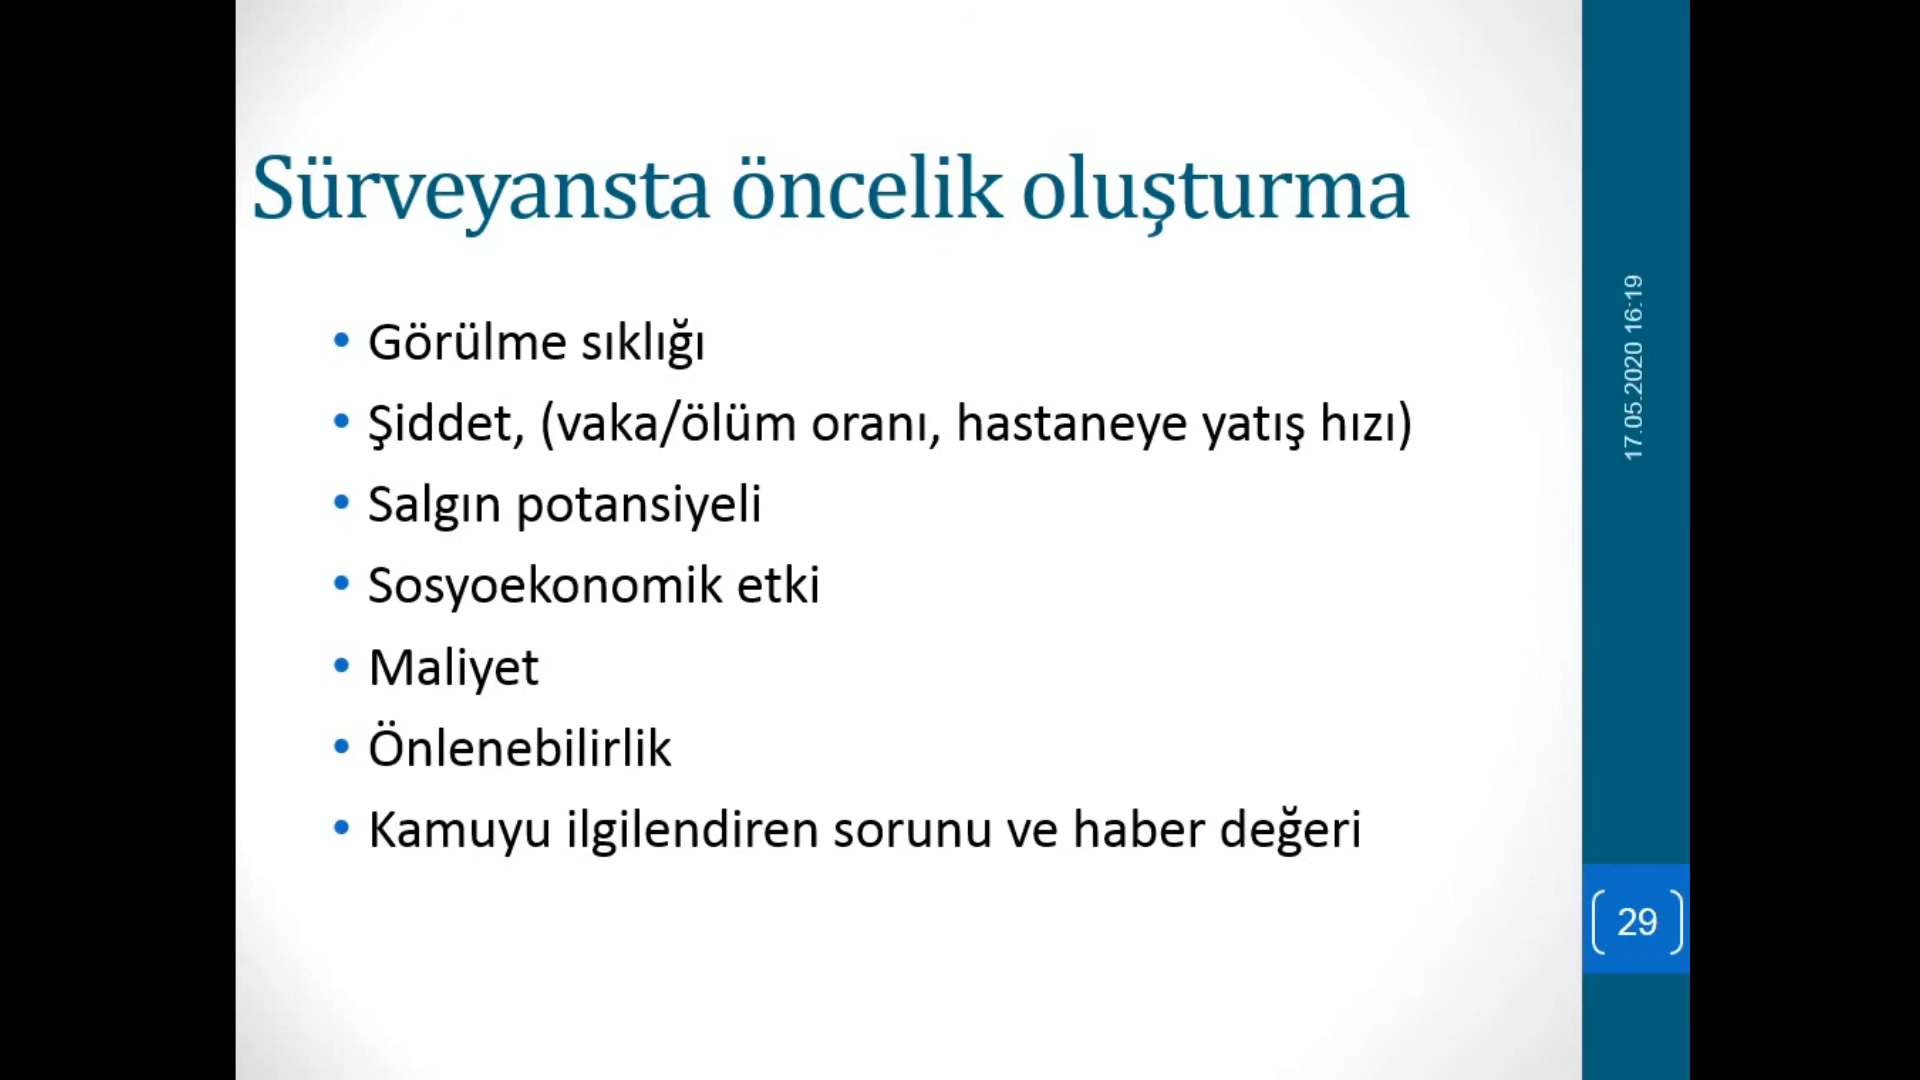 Sürveyansta öncelik oluşturma
• Görülme sıklığı
• Şiddet, (vaka/ölüm oranı, hastaneye yatış hızı)
• Salgın potansiyeli
• Sosyoekonomik etki
• Maliyet
• Önlenebilirlik
• Kamuyu ilgilendiren sorunu ve haber değeri
17.05.2020 16:19
29